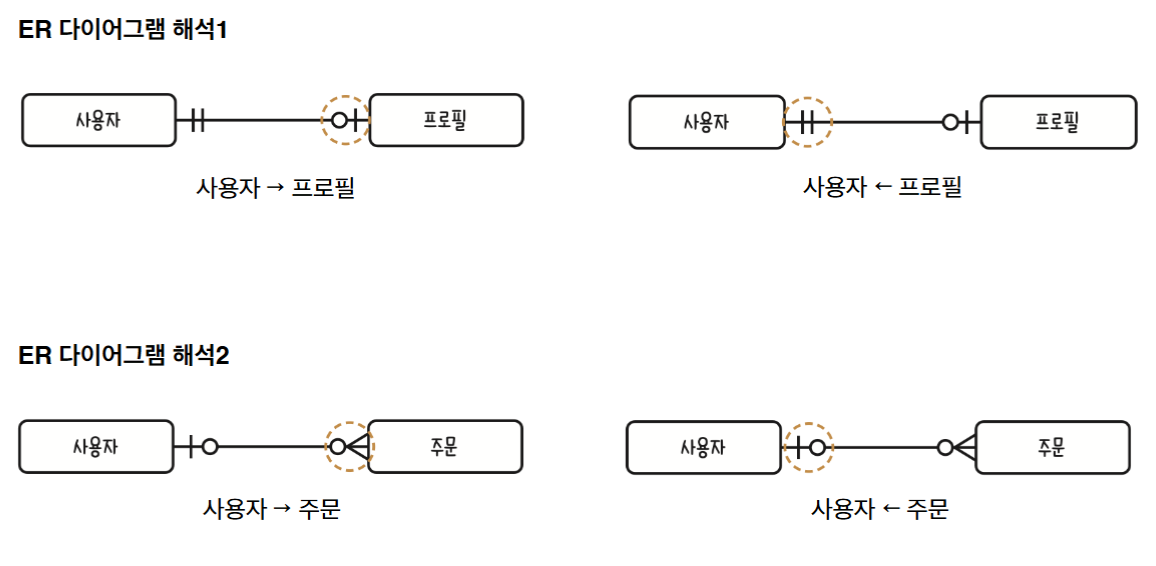 ER 다이어그램 해석1
사용자 프로필
사용자 → 프로필
사용자 프로필
사용자 ← 프로필
ER 다이어그램 해석2
사용자 주문
사용자 → 주문
사용자 주문
사용자 ← 주문